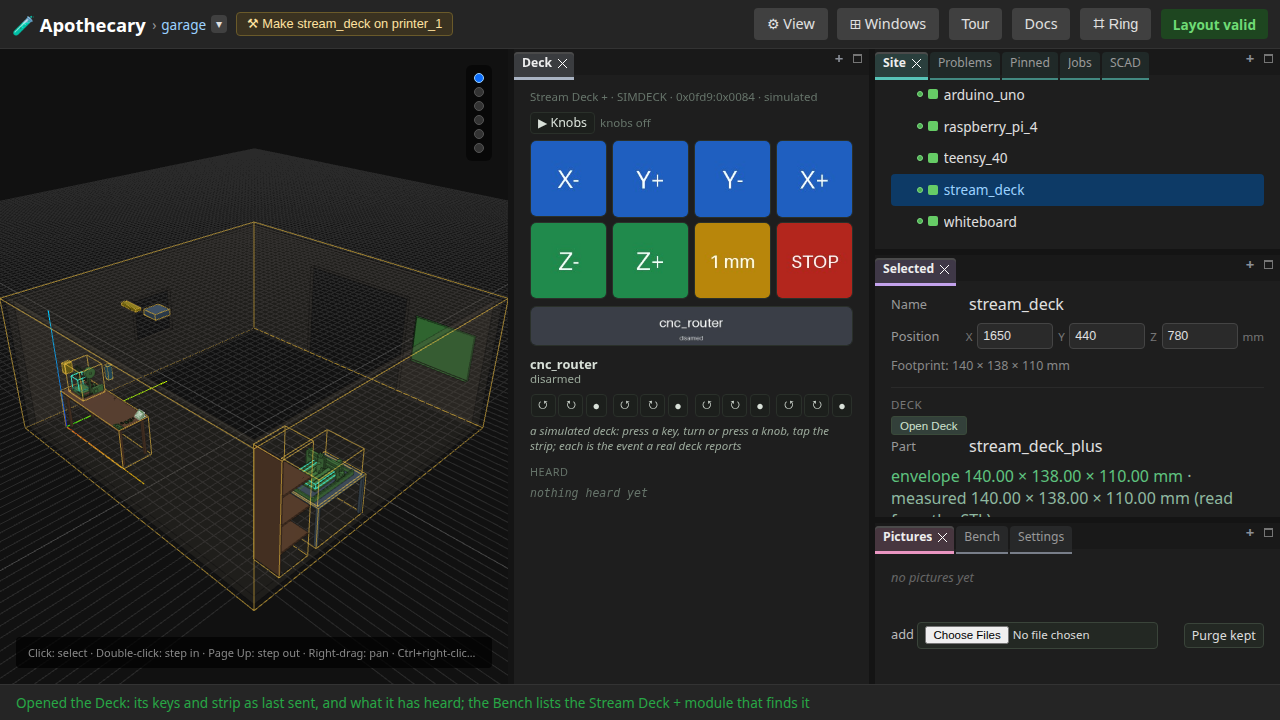 Apothecary › garage ▾ ⚒ Make stream_deck on printer_1
⚙ View ⊞ Windows Tour Docs ⌗ Ring Layout valid
Click: select · Double-click: step in · Page Up: step out · Right-drag: pan · Ctrl+right-clic…
Deck
Stream Deck + · SIMDECK · 0x0fd9:0x0084 · simulated
▶ Knobs knobs off
X- Y+ Y- X+
Z- Z+ 1 mm STOP
cnc_router
disarmed
cnc_router
disarmed
↺ ↻ ● ↺ ↻ ● ↺ ↻ ● ↺ ↻ ●
a simulated deck: press a key, turn or press a knob, tap the
strip; each is the event a real deck reports
HEARD
nothing heard yet
Site Problems Pinned Jobs SCAD
arduino_uno
raspberry_pi_4
teensy_40
stream_deck
whiteboard
Selected
Name stream_deck
Position X 1650 Y 440 Z 780 mm
Footprint: 140 × 138 × 110 mm
DECK
Open Deck
Part stream_deck_plus
envelope 140.00 × 138.00 × 110.00 mm ·
measured 140.00 × 138.00 × 110.00 mm (read
Pictures Bench Settings
no pictures yet
add Choose Files No file chosen Purge kept
Opened the Deck: its keys and strip as last sent, and what it has heard; the Bench lists the Stream Deck + module that finds it